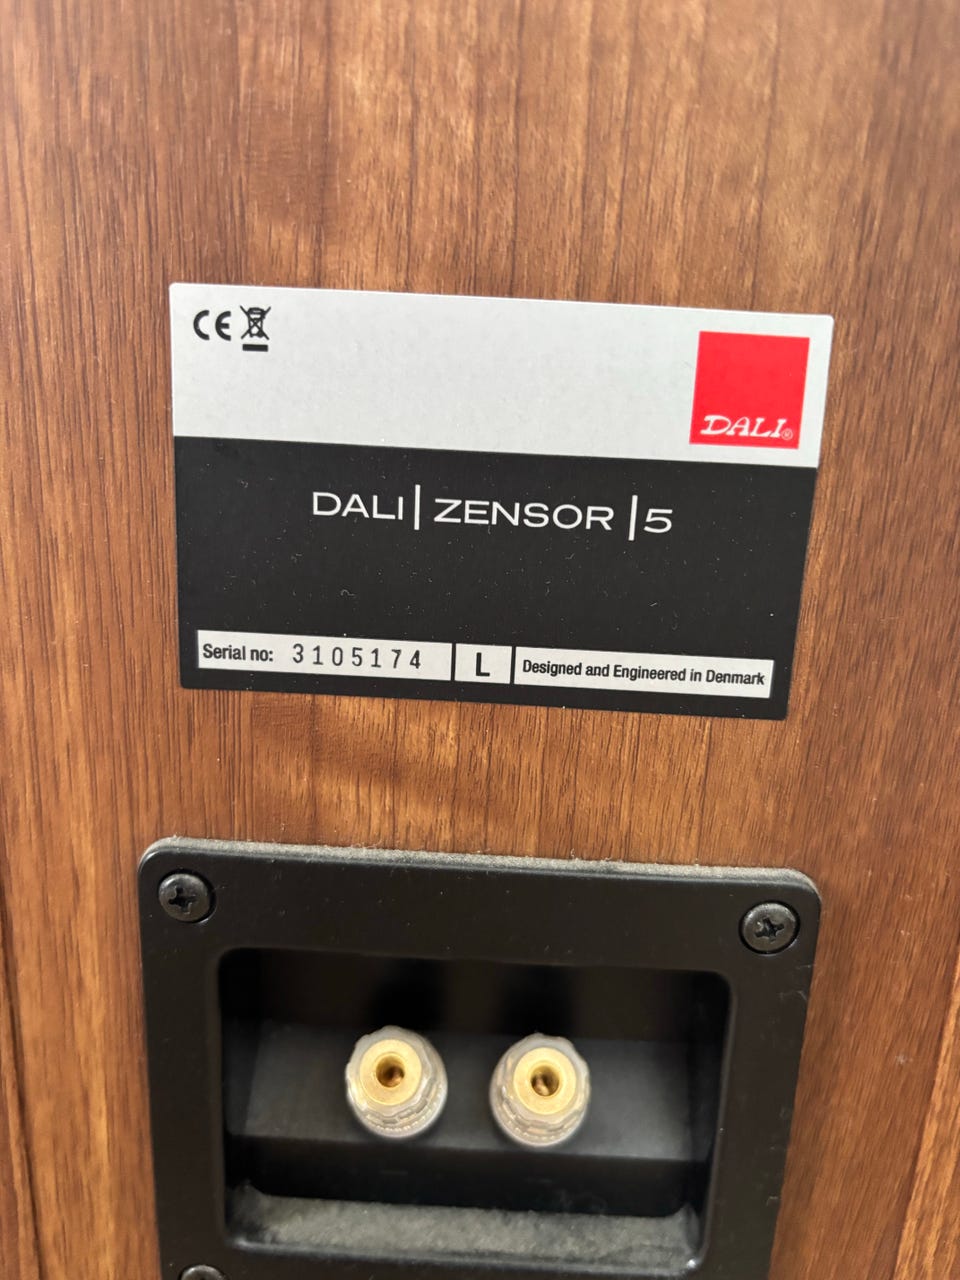 CE
DALI®
DALI|ZENSOR|5
Serial no: 3105174 L Designed and Engineered in Denmark